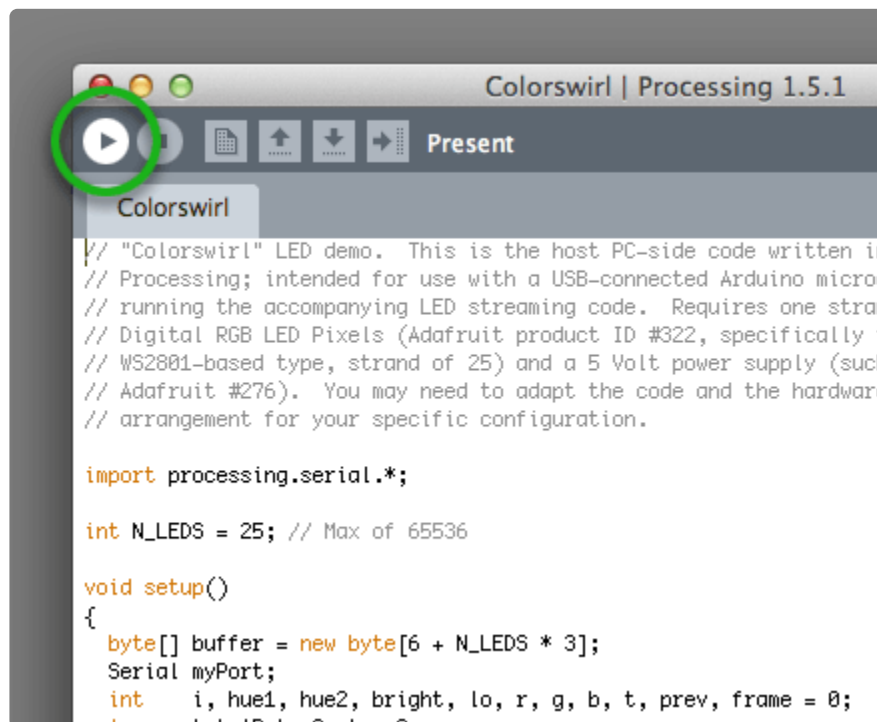 Colorswirl | Processing 1.5.1
Present
Colorswirl
// "Colorswirl" LED demo.  This is the host PC-side code written
// Processing; intended for use with a USB-connected Arduino
// running the accompanying LED streaming code.  Requires one
// Digital RGB LED Pixels (Adafruit product ID #322, specifically
// WS2801-based type, strand of 25) and a 5 Volt power supply
// Adafruit #276).  You may need to adapt the code and the
// arrangement for your specific configuration.
import processing.serial.*;
int N_LEDS = 25; // Max of 65536
void setup()
{
  byte[] buffer = new byte[6 + N_LEDS * 3];
  Serial myPort;
  int    i, hue1, hue2, bright, lo, r, g, b, t, prev, frame = 0;